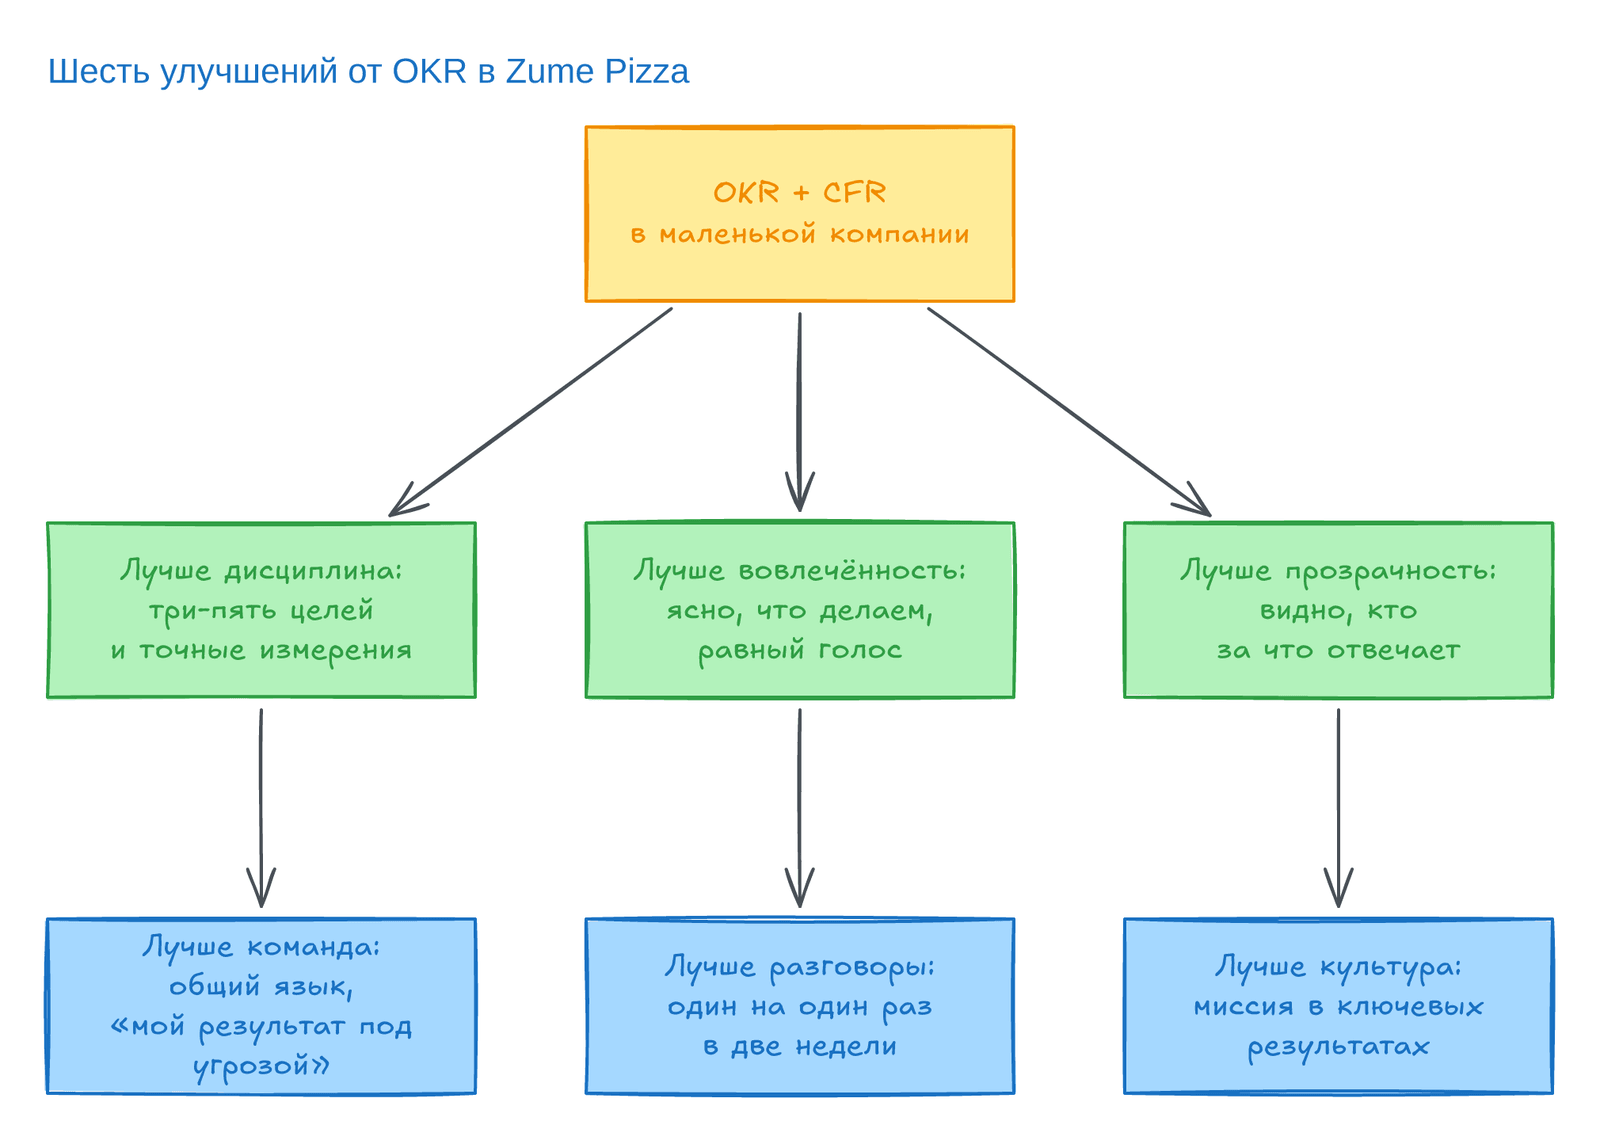 Шесть улучшений от OKR в Zume Pizza
OKR + CFR
в маленькой компании
Лучше дисциплина:
три-пять целей
и точные измерения
Лучше вовлечённость:
ясно, что делаем,
равный голос
Лучше прозрачность:
видно, кто
за что отвечает
Лучше команда:
общий язык,
«мой результат под
угрозой»
Лучше разговоры:
один на один раз
в две недели
Лучше культура:
миссия в ключевых
результатах